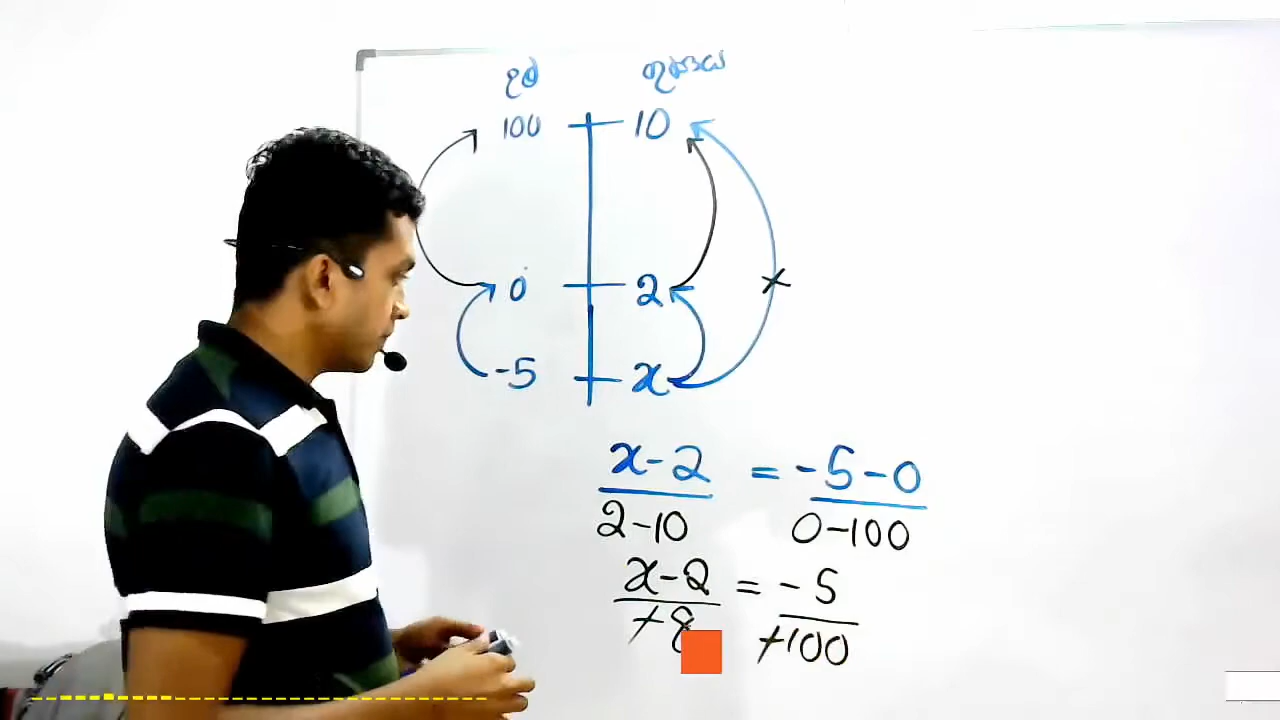 100 10
0 2
-5 x
x-2 = -5-0
2-10 0-100
x-2 = -5
-8 -100